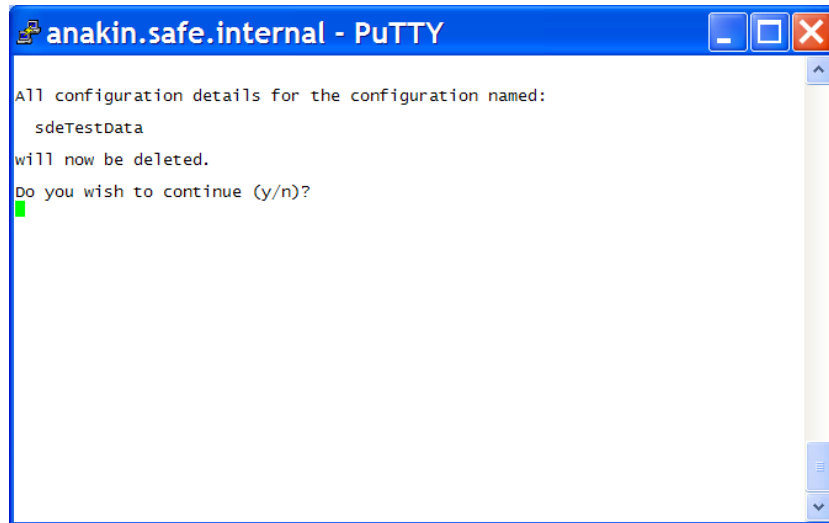 anakin.safe.internal - PuTTY
All configuration details for the configuration named:
sdeTestData
will now be deleted.
Do you wish to continue (y/n)?